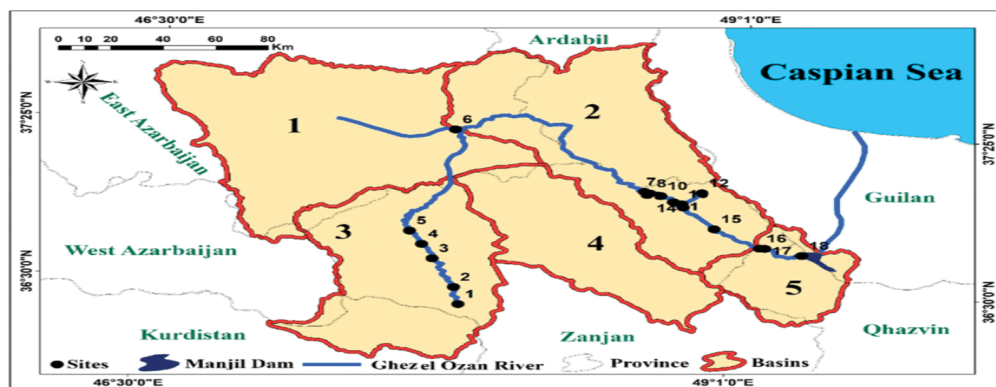 46°30'0"E
49°1'0"E
0 20 40 60 80
Km
Ardabil
Caspian Sea
37°25'0"N
37°25'0"N
East Azarbaijan
1
2
6
7 8 10 12
14
1
1
Guilan
West Azarbaijan
3
5
4
3
2
1
4
15
16
17
18
5
36°30'0"N
36°30'0"N
Kurdistan
Zanjan
Qhazvin
Sites Manjil Dam Ghezel Ozan River Province Basins
46°30'0"E
49°1'0"E